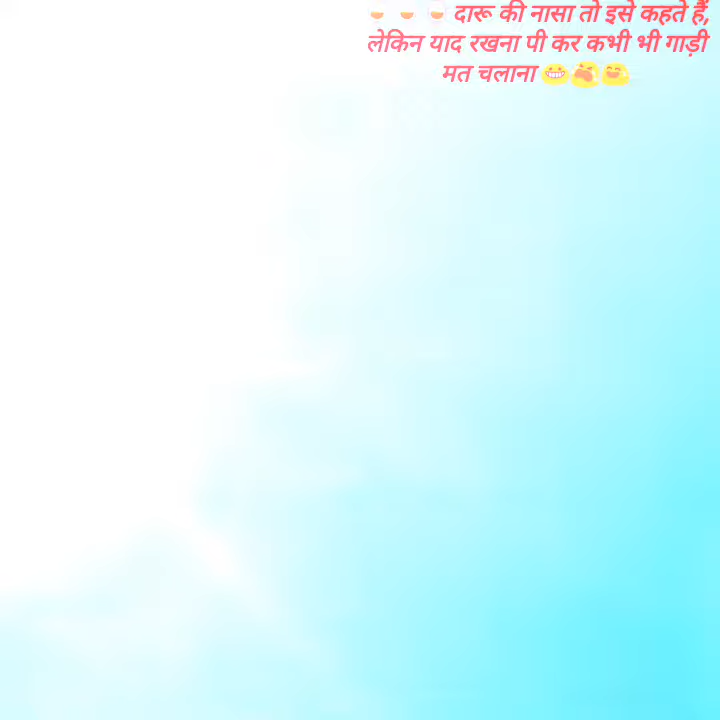 🍷 🍷 🍷 दारू की नासा तो इसे कहते हैं,
लेकिन याद रखना पी कर कभी भी गाड़ी
मत चलाना 😂😭😅